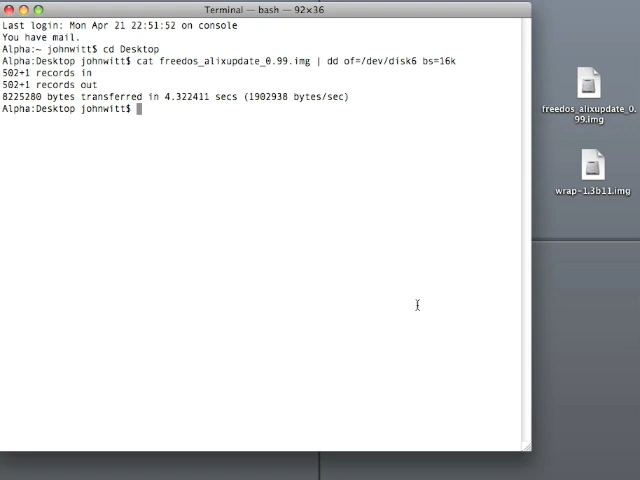 Terminal — bash — 92×36
Last login: Mon Apr 21 22:51:52 on console
You have mail.
Alpha:~ johnwitt$ cd Desktop
Alpha:Desktop johnwitt$ cat freedos_alixupdate_0.99.img | dd of=/dev/disk6 bs=16k
502+1 records in
502+1 records out
8225280 bytes transferred in 4.322411 secs (1902938 bytes/sec)
Alpha:Desktop johnwitt$
freedos_alixupdate_0.
99.img
wrap-1.3b11.img